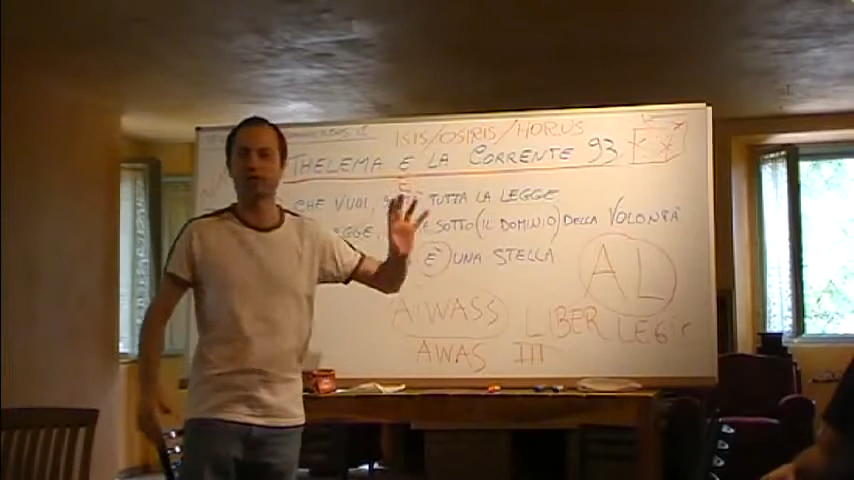 ISIS/OSIRIS/HORUS
THELEMA E LA CORRENTE 93
CHE VUOI, TUTTA LA LEGGE
SOTTO (IL DOMINIO) DELLA VOLONTÀ
È UNA STELLA
AL
AIWASS
LIBER LEGIS
AWAS III